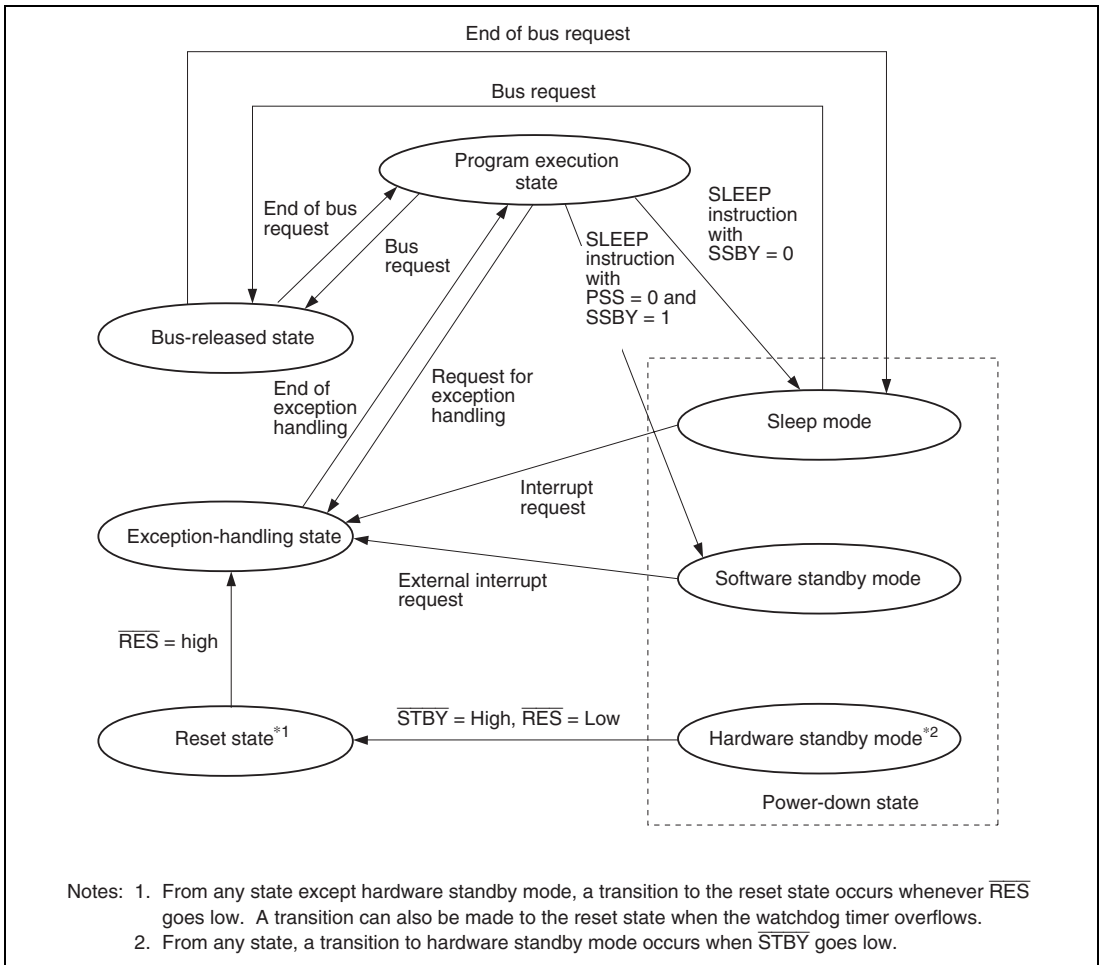 End of bus request
Bus request
Program execution
state
End of bus
request
Bus
request
SLEEP
instruction
with
PSS = 0 and
SSBY = 1
SLEEP
instruction
with
SSBY = 0
Bus-released state
End of
exception
handling
Request for
exception
handling
Sleep mode
Interrupt
request
Exception-handling state
External interrupt
request
Software standby mode
R̅E̅S̅ = high
S̅T̅B̅Y̅ = High, R̅E̅S̅ = Low
Reset state*1
Hardware standby mode*2
Power-down state
Notes: 1. From any state except hardware standby mode, a transition to the reset state occurs whenever R̅E̅S̅
goes low. A transition can also be made to the reset state when the watchdog timer overflows.
2. From any state, a transition to hardware standby mode occurs when S̅T̅B̅Y̅ goes low.